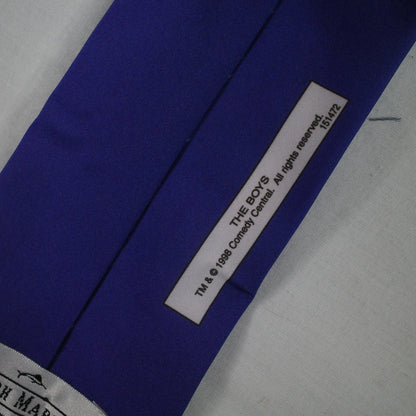 THE BOYS
TM & © 1998 Comedy Central. All rights reserved.
151472